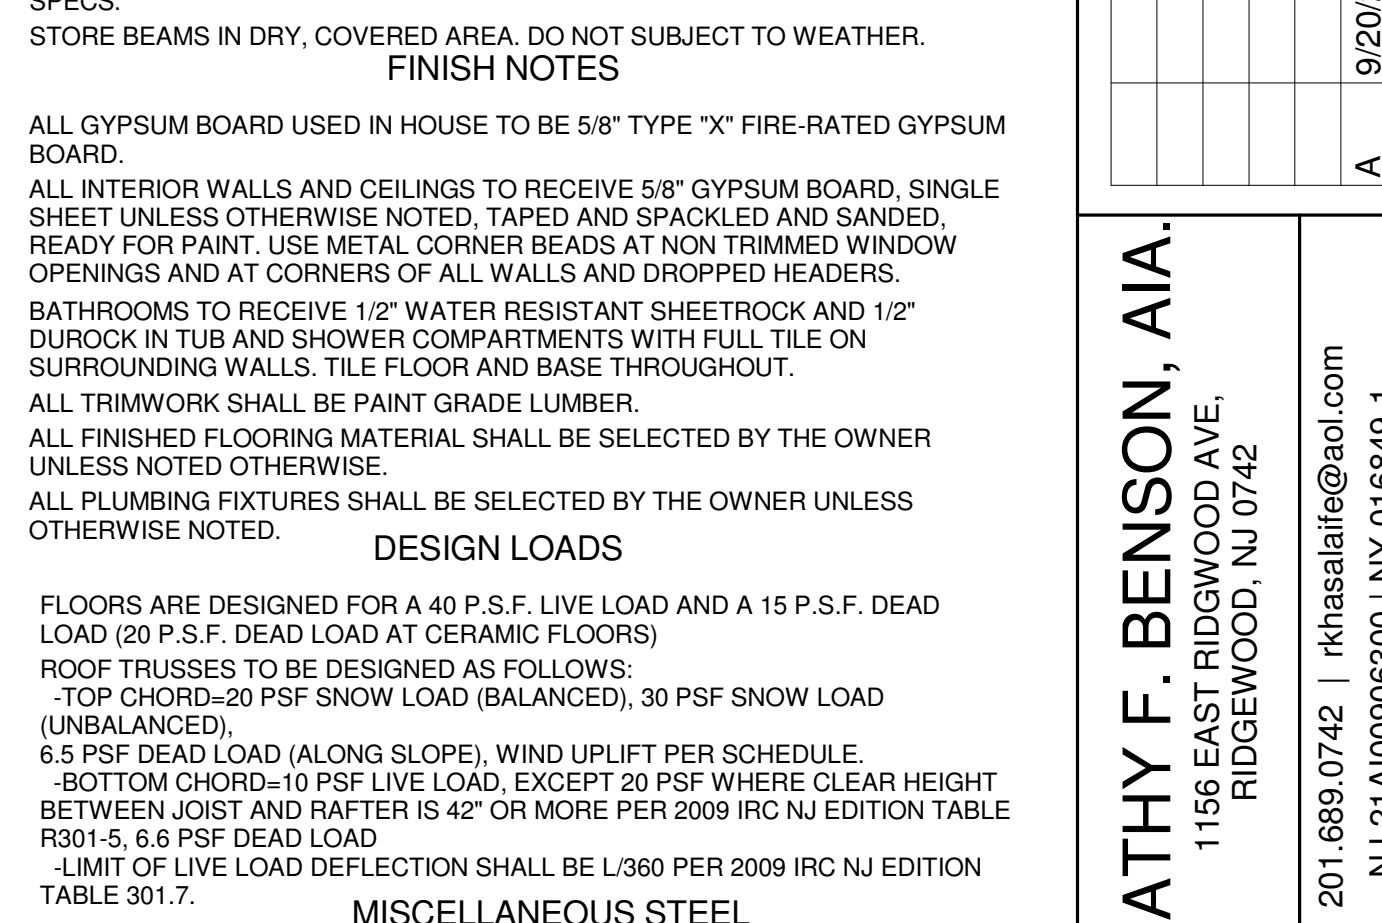 SPECS.
STORE BEAMS IN DRY, COVERED AREA. DO NOT SUBJECT TO WEATHER.
FINISH NOTES
ALL GYPSUM BOARD USED IN HOUSE TO BE 5/8" TYPE "X" FIRE-RATED GYPSUM
BOARD.
ALL INTERIOR WALLS AND CEILINGS TO RECEIVE 5/8" GYPSUM BOARD, SINGLE
SHEET UNLESS OTHERWISE NOTED, TAPED AND SPACKLED AND SANDED,
READY FOR PAINT. USE METAL CORNER BEADS AT NON TRIMMED WINDOW
OPENINGS AND AT CORNERS OF ALL WALLS AND DROPPED HEADERS.
BATHROOMS TO RECEIVE 1/2" WATER RESISTANT SHEETROCK AND 1/2"
DUROCK IN TUB AND SHOWER COMPARTMENTS WITH FULL TILE ON
SURROUNDING WALLS. TILE FLOOR AND BASE THROUGHOUT.
ALL TRIMWORK SHALL BE PAINT GRADE LUMBER.
ALL FINISHED FLOORING MATERIAL SHALL BE SELECTED BY THE OWNER
UNLESS NOTED OTHERWISE.
ALL PLUMBING FIXTURES SHALL BE SELECTED BY THE OWNER UNLESS
OTHERWISE NOTED.
DESIGN LOADS
FLOORS ARE DESIGNED FOR A 40 P.S.F. LIVE LOAD AND A 15 P.S.F. DEAD
LOAD (20 P.S.F. DEAD LOAD AT CERAMIC FLOORS)
ROOF TRUSSES TO BE DESIGNED AS FOLLOWS:
-TOP CHORD=20 PSF SNOW LOAD (BALANCED), 30 PSF SNOW LOAD
(UNBALANCED),
6.5 PSF DEAD LOAD (ALONG SLOPE), WIND UPLIFT PER SCHEDULE.
-BOTTOM CHORD=10 PSF LIVE LOAD, EXCEPT 20 PSF WHERE CLEAR HEIGHT
BETWEEN JOIST AND RAFTER IS 42" OR MORE PER 2009 IRC NJ EDITION TABLE
R301-5, 6.6 PSF DEAD LOAD
-LIMIT OF LIVE LOAD DEFLECTION SHALL BE L/360 PER 2009 IRC NJ EDITION
TABLE 301.7.
MISCELLANEOUS STEEL
A 9/20/
ATHY F. BENSON, AIA.
1156 EAST RIDGWOOD AVE,
RIDGEWOOD, NJ 0742
201.689.0742 | rkhasalaife@aol.com